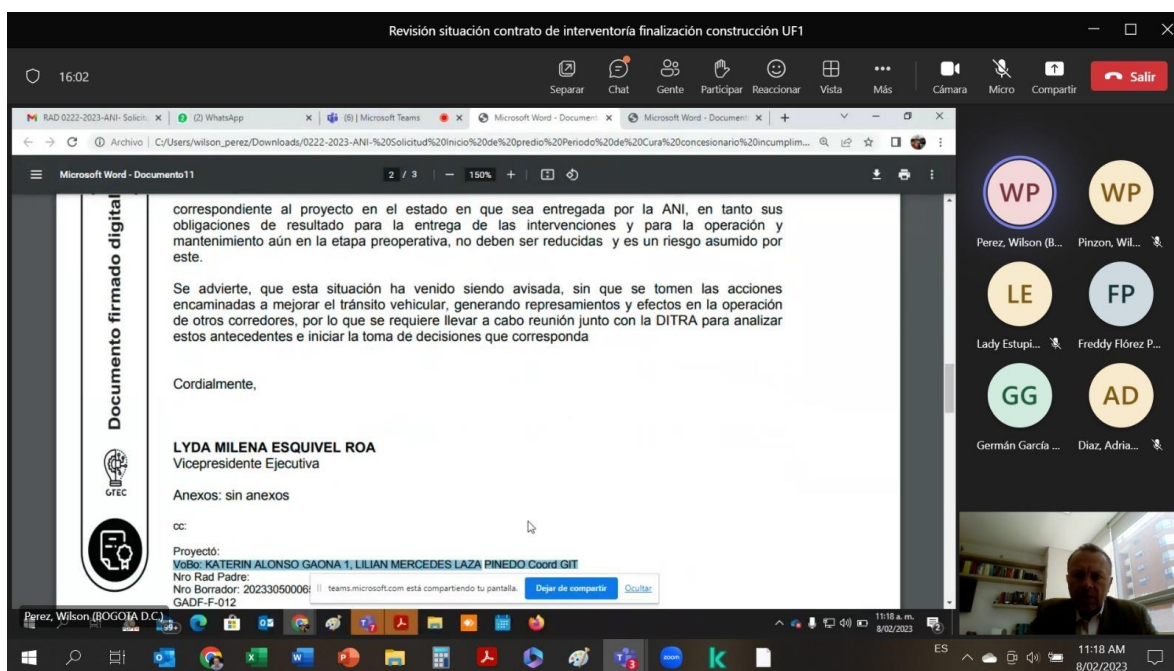 Revisión situación contrato de interventoría finalización construcción UF1
16:02
Separar
Chat
Gente
Participar
Reaccionar
Vista
Más
Cámara
Micro
Compartir
Salir
RAD 0222-2023-ANI- Solicit.
(2) WhatsApp
(6) | Microsoft Teams
Microsoft Word - Document
Microsoft Word - Document
Archivo | C:/Users/wilson_perez/Downloads/0222-2023-ANI-%20Solicitud%20Inicio%20de%20predio%20Periodo%20de%20Cura%20concesionario%20incumplim...
Microsoft Word - Documento11
2 / 3
150%
Documento firmado digital
GTEC
correspondiente al proyecto en el estado en que sea entregada por la ANI, en tanto sus
obligaciones de resultado para la entrega de las intervenciones y para la operación y
mantenimiento aún en la etapa preoperativa, no deben ser reducidas y es un riesgo asumido por
este.
Se advierte, que esta situación ha venido siendo avisada, sin que se tomen las acciones
encaminadas a mejorar el tránsito vehicular, generando represamientos y efectos en la operación
de otros corredores, por lo que se requiere llevar a cabo reunión junto con la DITRA para analizar
estos antecedentes e iniciar la toma de decisiones que corresponda
Cordialmente,
LYDA MILENA ESQUIVEL ROA
Vicepresidente Ejecutiva
Anexos: sin anexos
cc:
Proyectó:
VoBo: KATERIN ALONSO GAONA 1, LILIAN MERCEDES LAZA PINEDO Coord GIT
Nro Rad Padre:
Nro Borrador: 20233050006
GADF-F-012
teams.microsoft.com está compartiendo tu pantalla.
Dejar de compartir
Ocultar
Perez, Wilson (BOGOTA D.C.)
11:18 a. m.
8/02/2023
WP
Perez, Wilson (B...
WP
Pinzon, Wil...
LE
Lady Estupi...
FP
Freddy Flórez P...
GG
Germán García ...
AD
Diaz, Adria...
ES
11:18 AM
8/02/2023